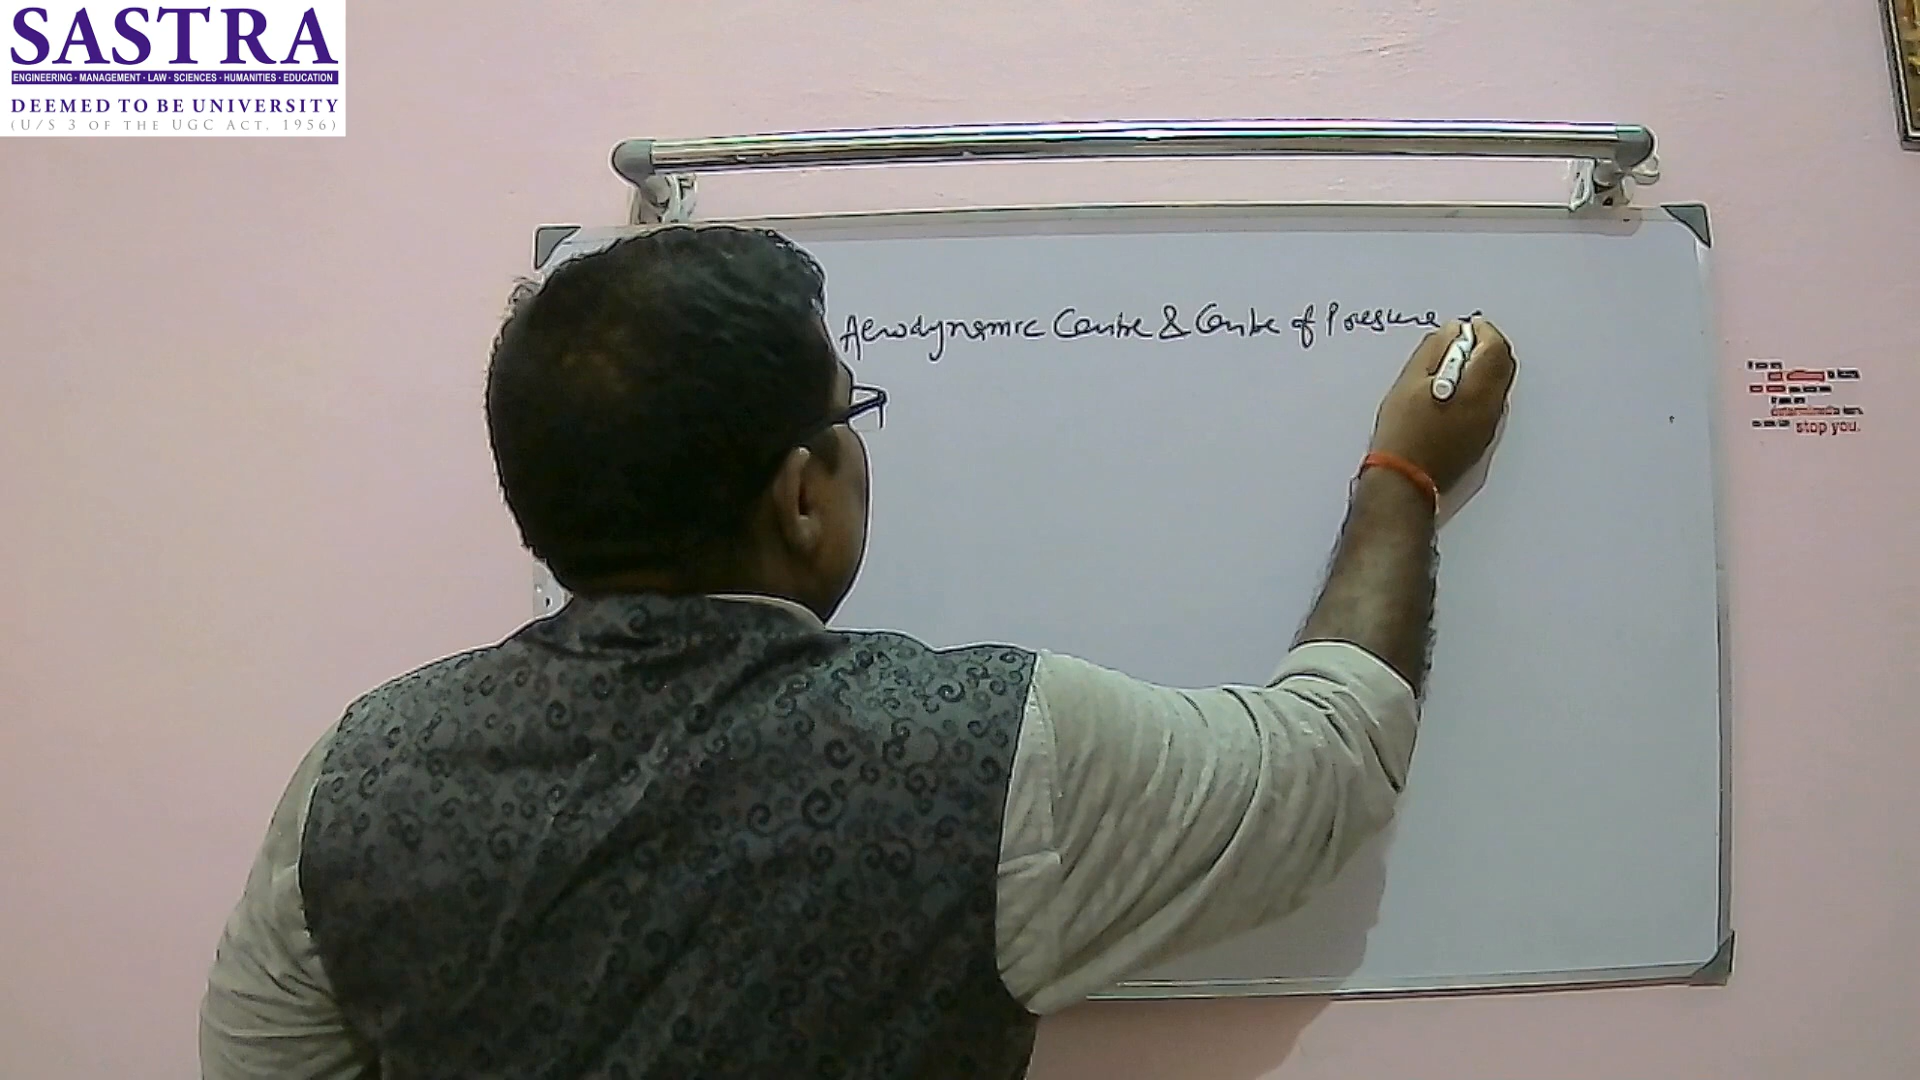 SASTRA
ENGINEERING · MANAGEMENT · LAW · SCIENCES · HUMANITIES · EDUCATION
DEEMED TO BE UNIVERSITY
(U/S 3 OF THE UGC ACT, 1956)
Aerodynamic Centre & Centre of Pressure
stop you.